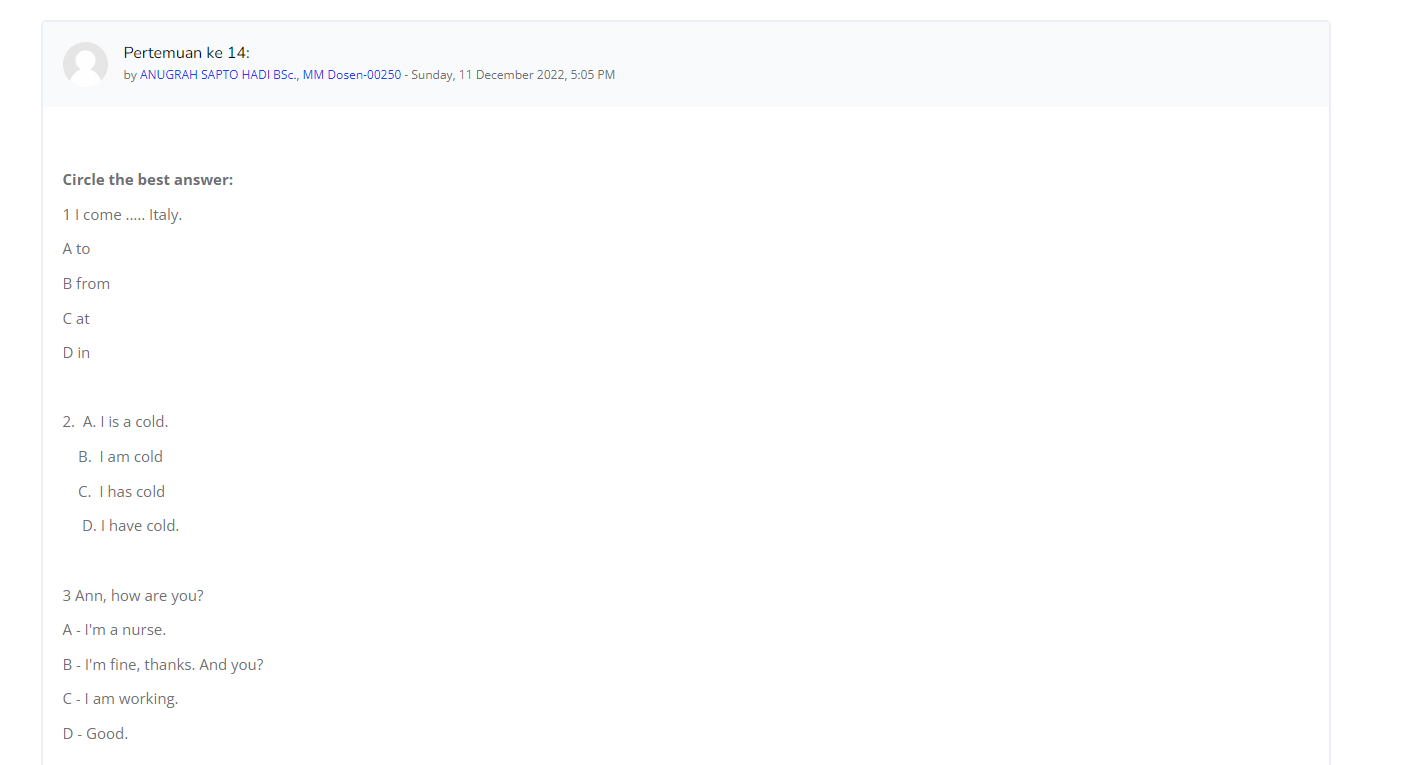 Pertemuan ke 14:
by ANUGRAH SAPTO HADI BSc., MM Dosen-00250 - Sunday, 11 December 2022, 5:05 PM
Circle the best answer:
1 I come ..... Italy.
A to
B from
C at
D in
2. A. I is a cold.
B. I am cold
C. I has cold
D. I have cold.
3 Ann, how are you?
A - I'm a nurse.
B - I'm fine, thanks. And you?
C - I am working.
D - Good.